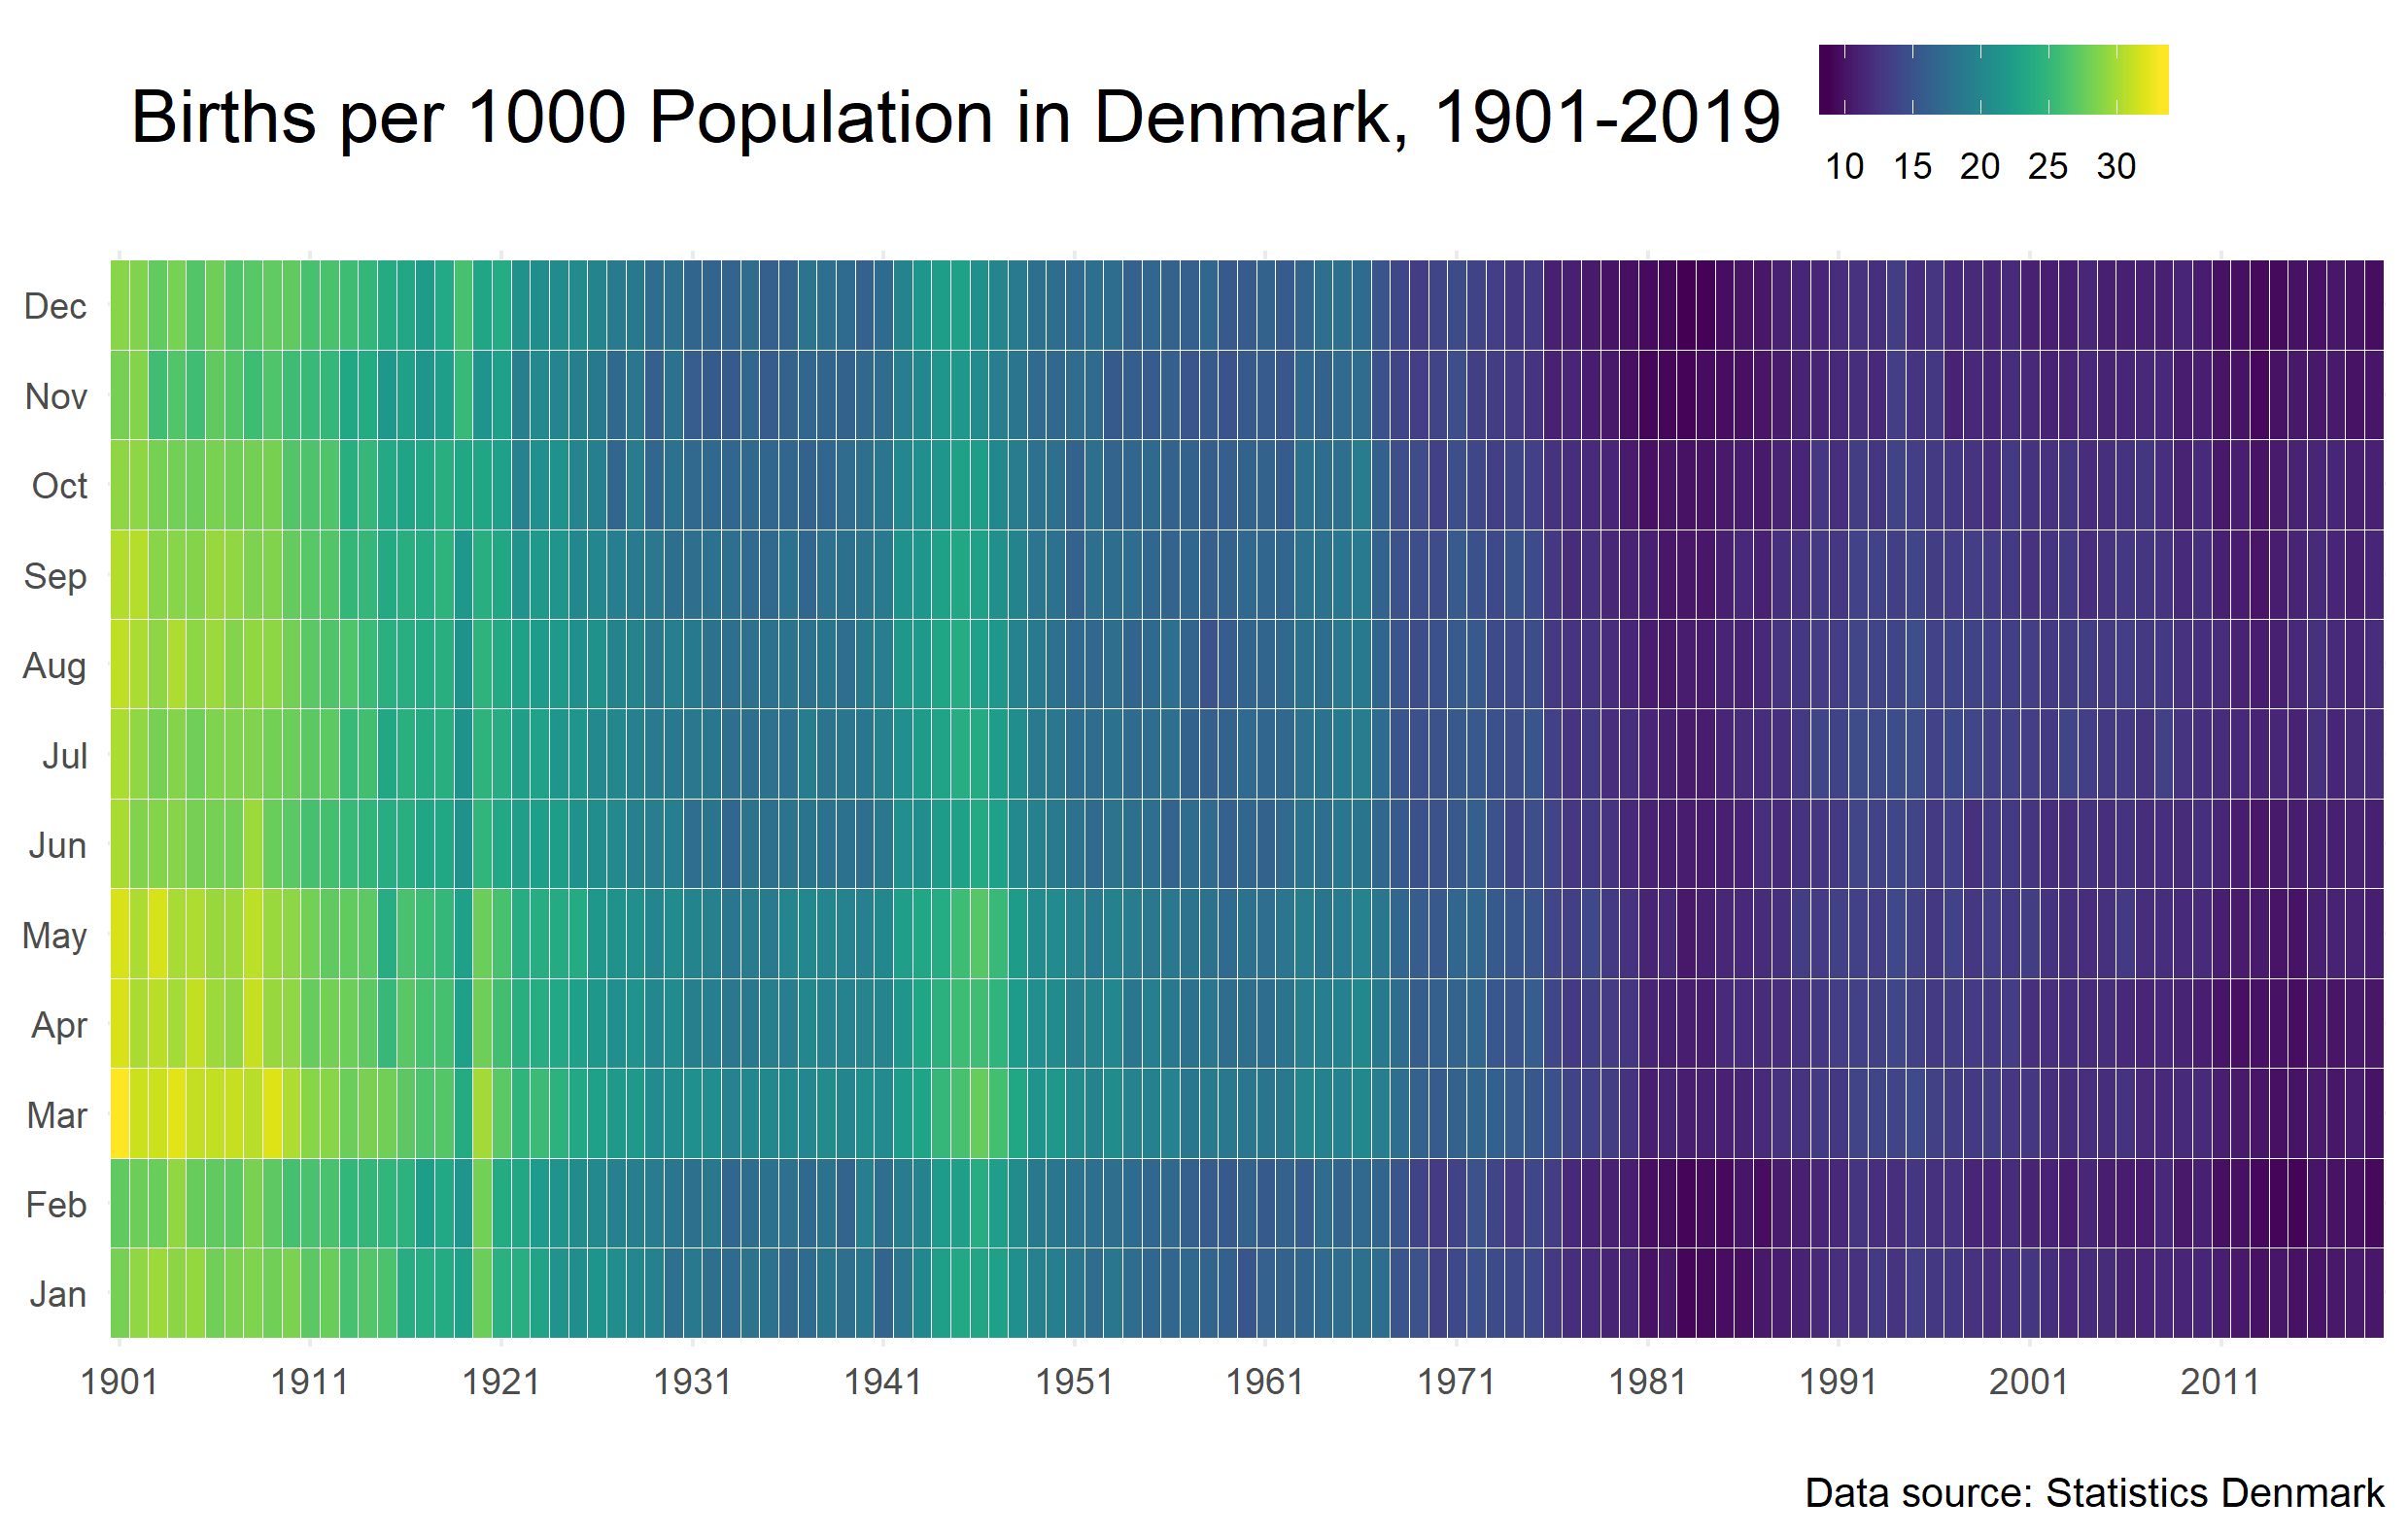 Births per 1000 Population in Denmark, 1901-2019
10 15 20 25 30
Dec
Nov
Oct
Sep
Aug
Jul
Jun
May
Apr
Mar
Feb
Jan
1901 1911 1921 1931 1941 1951 1961 1971 1981 1991 2001 2011
Data source: Statistics Denmark